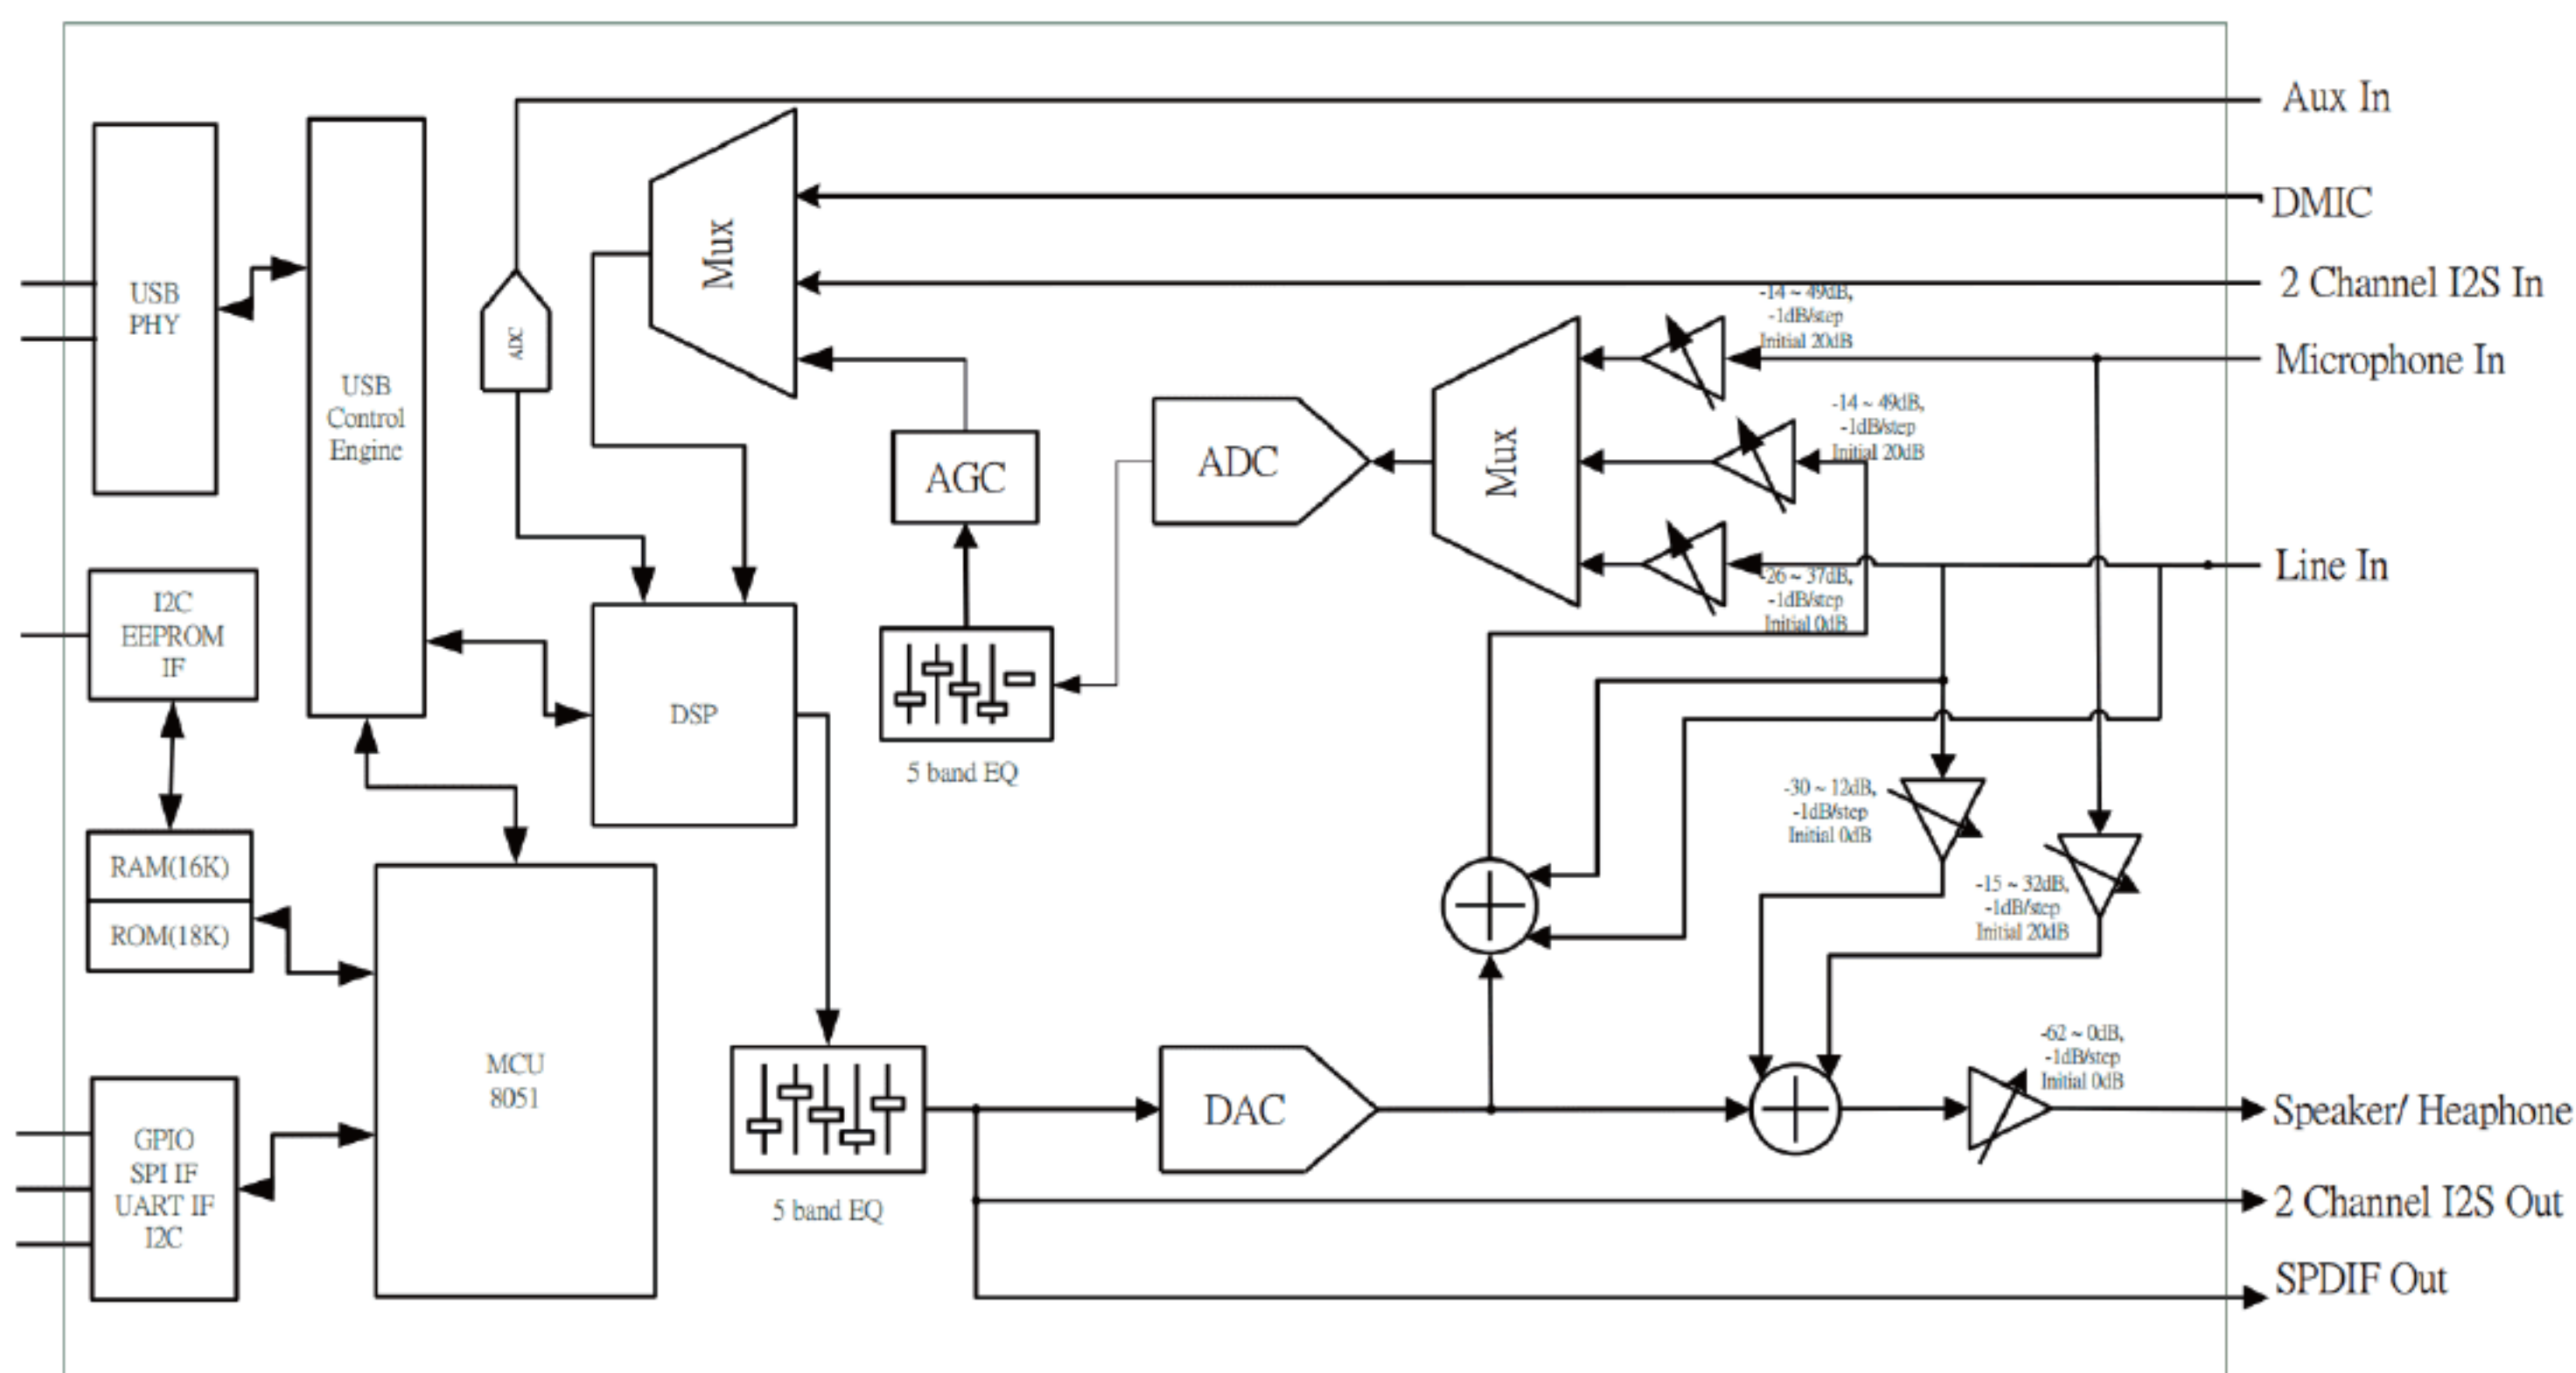 Aux In
DMIC
2 Channel I2S In
Microphone In
Line In
Speaker/ Heaphone
2 Channel I2S Out
SPDIF Out
USB
PHY
USB
Control
Engine
I2C
EEPROM
IF
RAM(16K)
ROM(18K)
GPIO
SPI IF
UART IF
I2C
MCU
8051
ADC
Mux
DSP
AGC
5 band EQ
5 band EQ
ADC
DAC
Mux
-14 ~ 49dB,
-1dB/step
Initial 20dB
-14 ~ 49dB,
-1dB/step
Initial 20dB
-26 ~ 37dB,
-1dB/step
Initial 0dB
-30 ~ 12dB,
-1dB/step
Initial 0dB
-15 ~ 32dB,
-1dB/step
Initial 20dB
-62 ~ 0dB,
-1dB/step
Initial 0dB